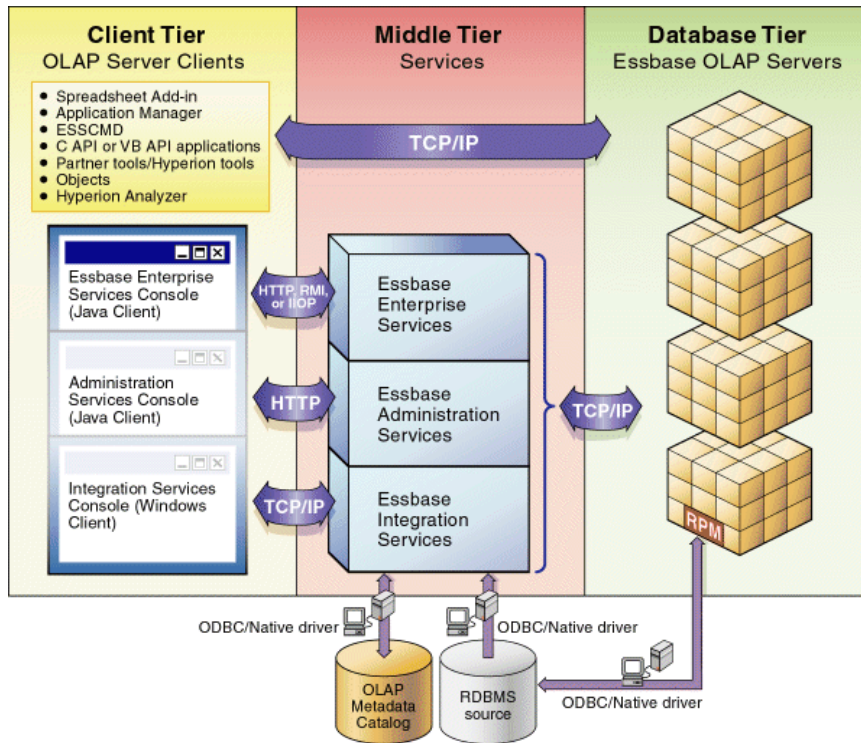 Client Tier
OLAP Server Clients
Middle Tier
Services
Database Tier
Essbase OLAP Servers
• Spreadsheet Add-in
• Application Manager
• ESSCMD
• C API or VB API applications
• Partner tools/Hyperion tools
• Objects
• Hyperion Analyzer
TCP/IP
Essbase Enterprise
Services Console
(Java Client)
HTTP, RMI,
or IIOP
Essbase
Enterprise
Services
Administration
Services Console
(Java Client)
HTTP
Essbase
Administration
Services
TCP/IP
Integration Services
Console (Windows
Client)
TCP/IP
Essbase
Integration
Services
RPM
ODBC/Native driver
ODBC/Native driver
OLAP
Metadata
Catalog
RDBMS
source
ODBC/Native driver